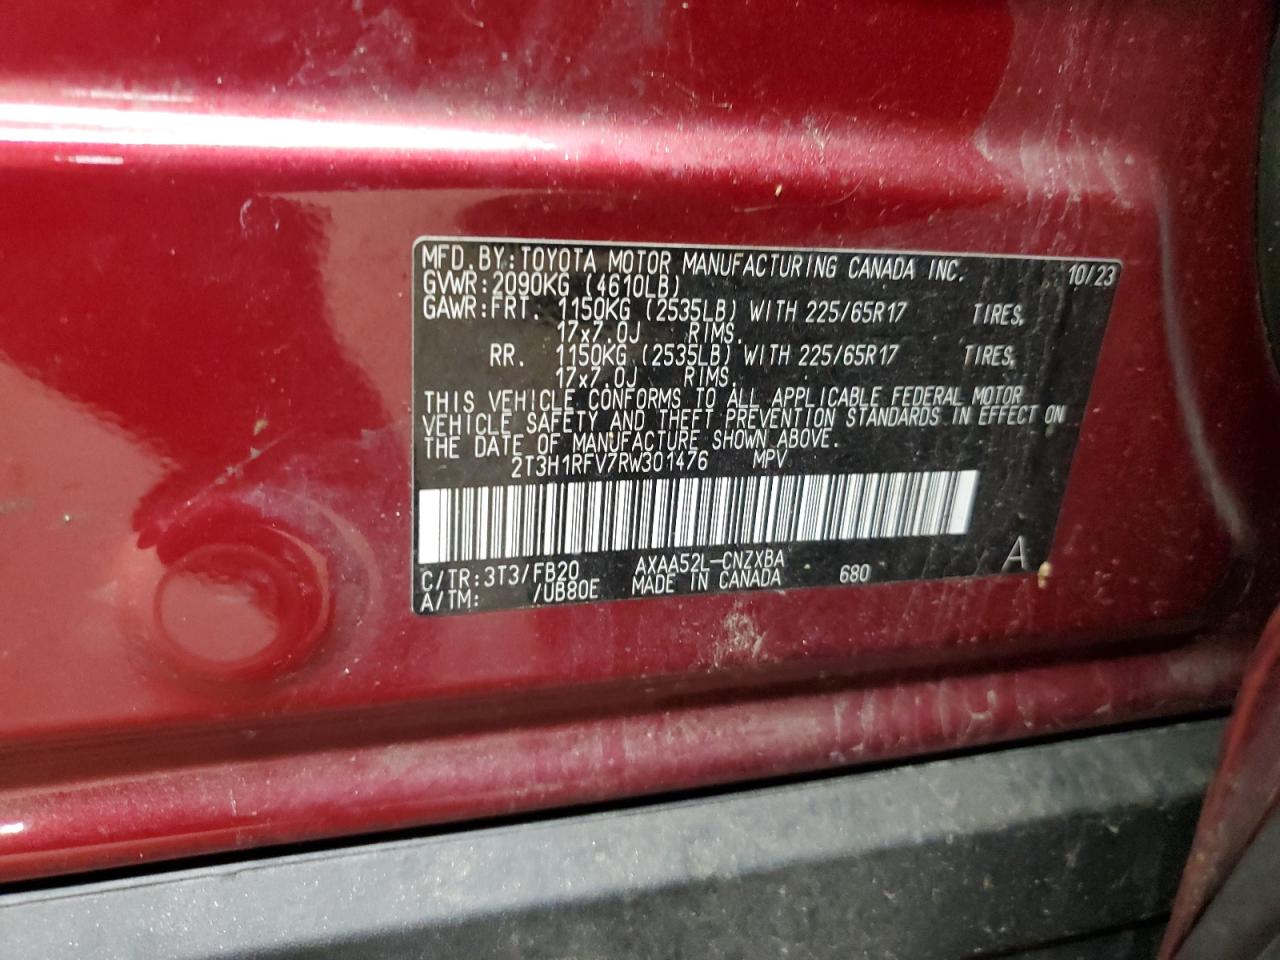 MFD. BY: TOYOTA MOTOR MANUFACTURING CANADA INC. 10/23
GVWR: 2090KG (4610LB)
GAWR: FRT. 1150KG (2535LB) WITH 225/65R17 TIRES,
17x7.0J RIMS.
RR. 1150KG (2535LB) WITH 225/65R17 TIRES,
17x7.0J RIMS.
THIS VEHICLE CONFORMS TO ALL APPLICABLE FEDERAL MOTOR
VEHICLE SAFETY AND THEFT PREVENTION STANDARDS IN EFFECT ON
THE DATE OF MANUFACTURE SHOWN ABOVE.
2T3H1RFV7RW301476 MPV
C/TR: 3T3/FB20 AXAA52L-CNZXBA A
A/TM: /UB80E MADE IN CANADA 680